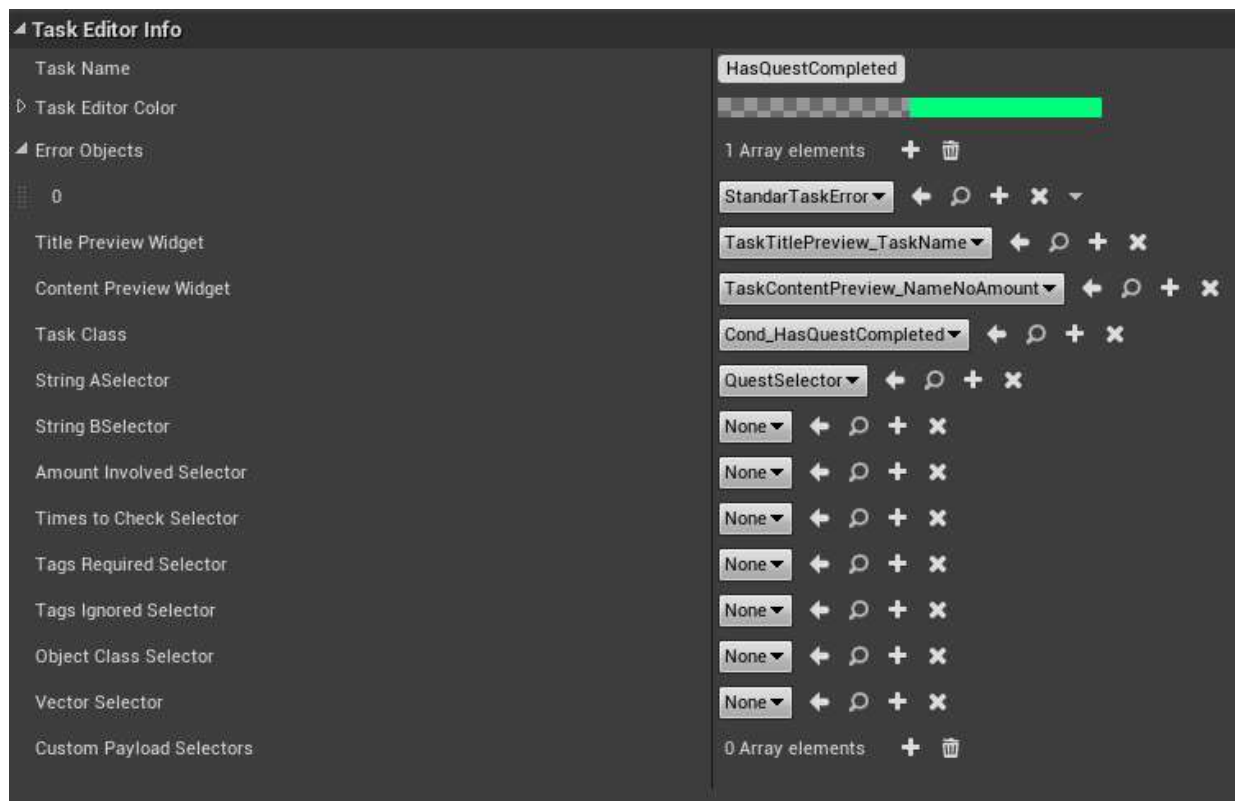 Task Editor Info
Task Name HasQuestCompleted
Task Editor Color
Error Objects 1 Array elements
0 StandarTaskError
Title Preview Widget TaskTitlePreview_TaskName
Content Preview Widget TaskContentPreview_NameNoAmount
Task Class Cond_HasQuestCompleted
String ASelector QuestSelector
String BSelector None
Amount Involved Selector None
Times to Check Selector None
Tags Required Selector None
Tags Ignored Selector None
Object Class Selector None
Vector Selector None
Custom Payload Selectors 0 Array elements